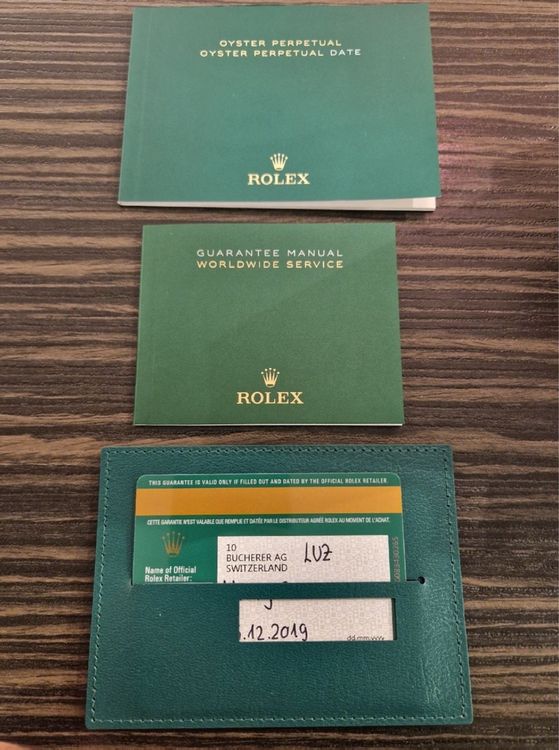 OYSTER PERPETUAL
OYSTER PERPETUAL DATE
ROLEX
GUARANTEE MANUAL
WORLDWIDE SERVICE
ROLEX
THIS GUARANTEE IS VALID ONLY IF FILLED OUT AND DATED BY THE OFFICIAL ROLEX RETAILER.
CETTE GARANTIE N'EST VALABLE QUE REMPLIE ET DATÉE PAR LE DISTRIBUTEUR AGRÉÉ ROLEX AU MOMENT DE L'ACHAT.
Name of Official
Rolex Retailer:
10
BUCHERER AG LUZ
SWITZERLAND
.12.2019
dd.mm.yyyy